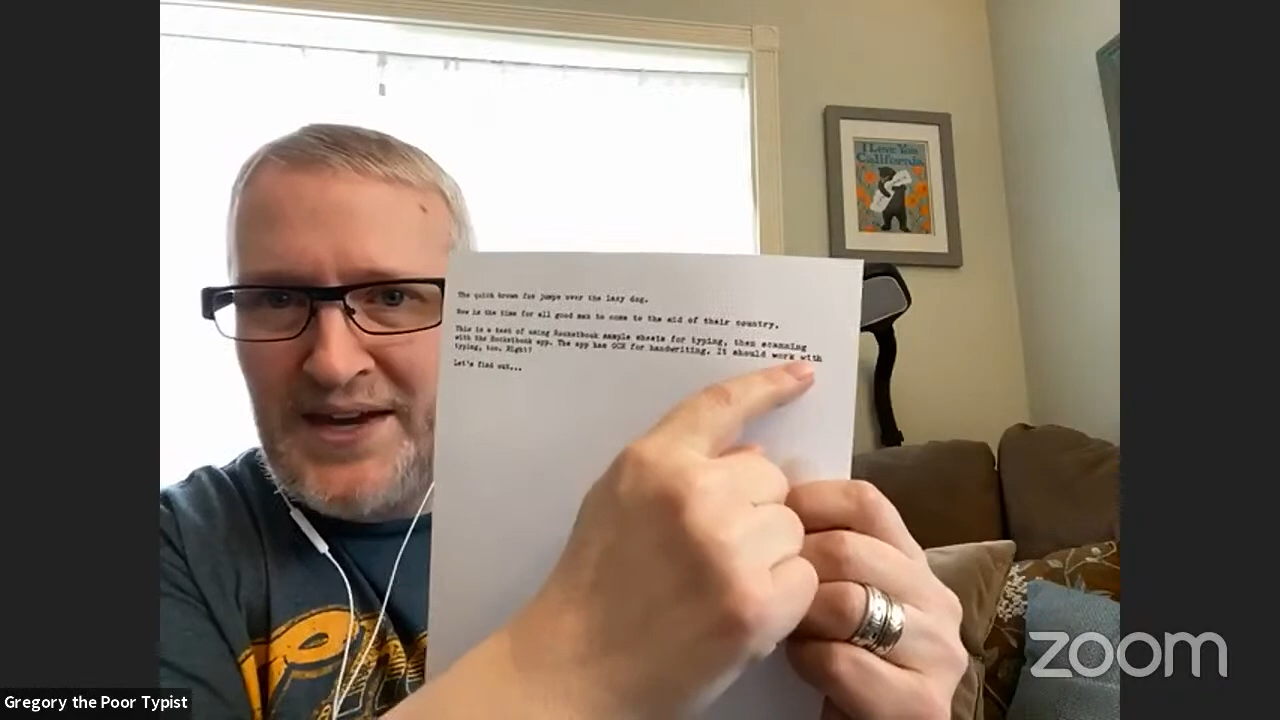 I Love You
California
The quick brown fox jumps over the lazy dog.
Now is the time for all good men to come to the aid of their country.
This is a test of using Rocketbook sample sheets for typing, then scanning
with the Rocketbook app. The app has OCR for handwriting. It should work with
typing, too. Right?
Let's find out...
zoom
Gregory the Poor Typist